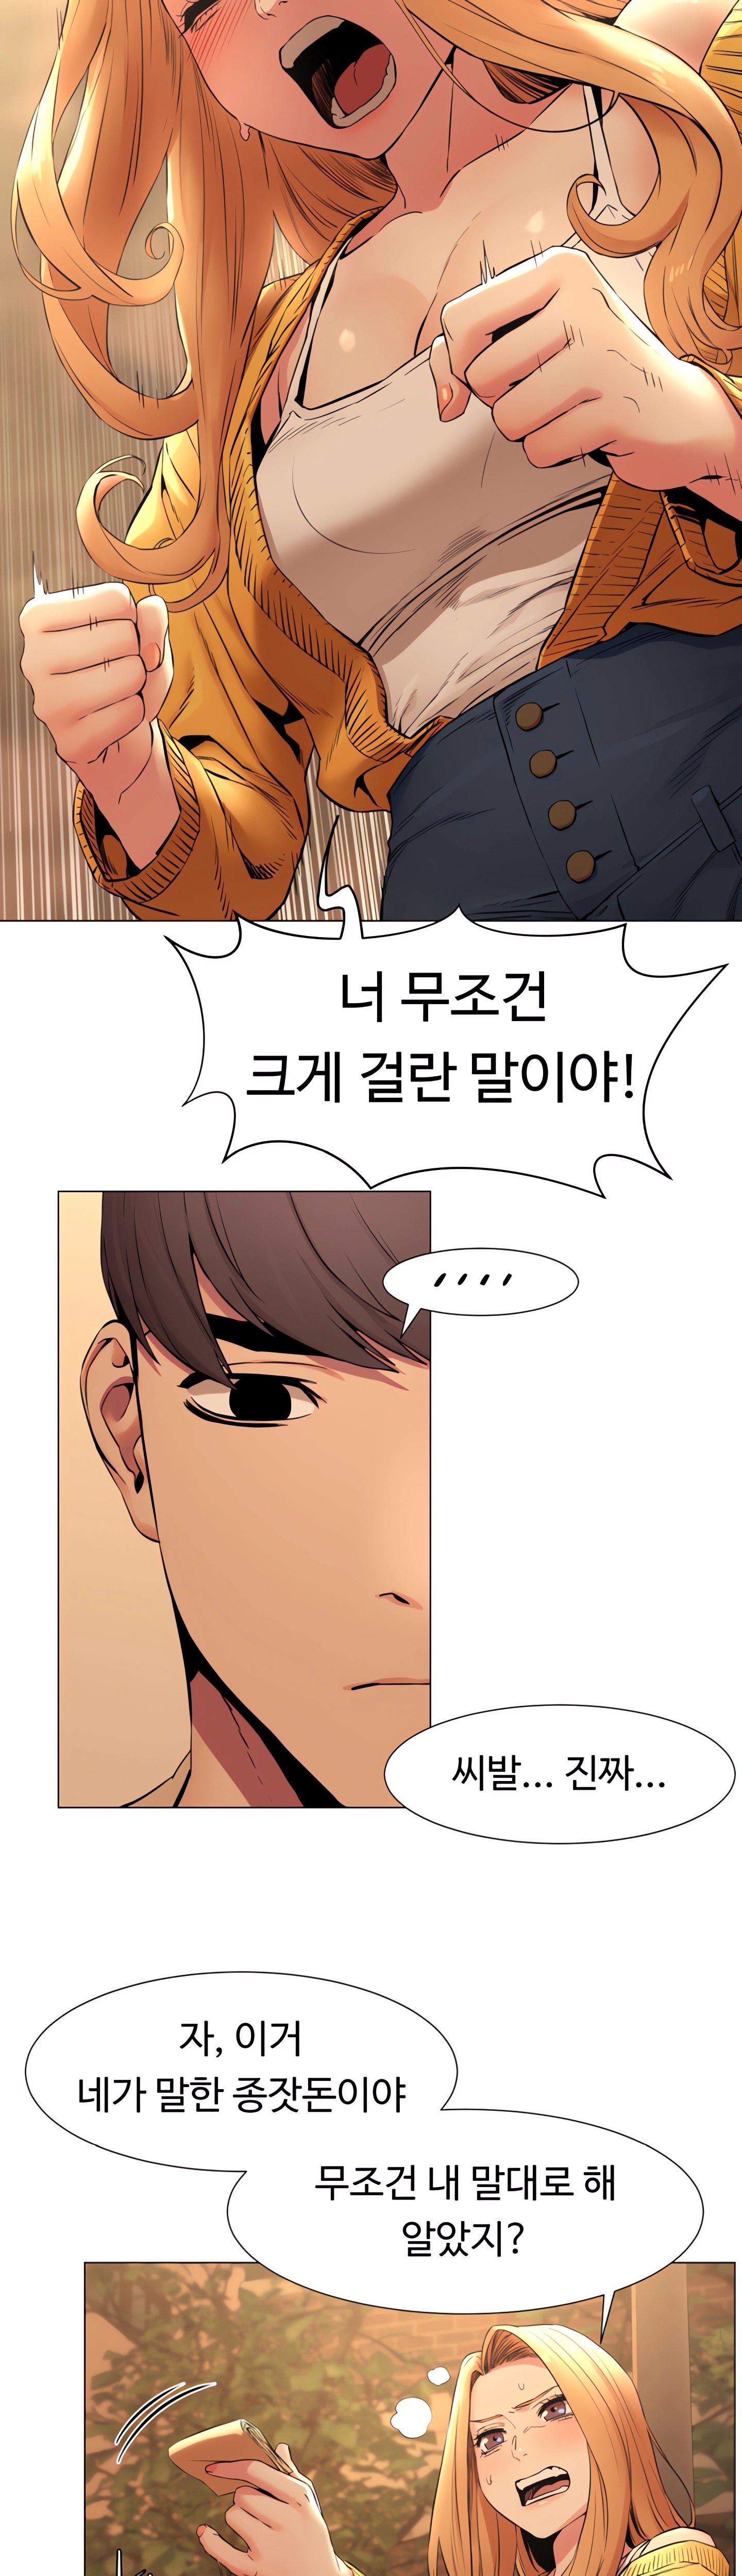 너 무조건
크게 걸란 말이야!
,,,,
씨발... 진짜...
자, 이거
네가 말한 종잣돈이야
무조건 내 말대로 해
알았지?